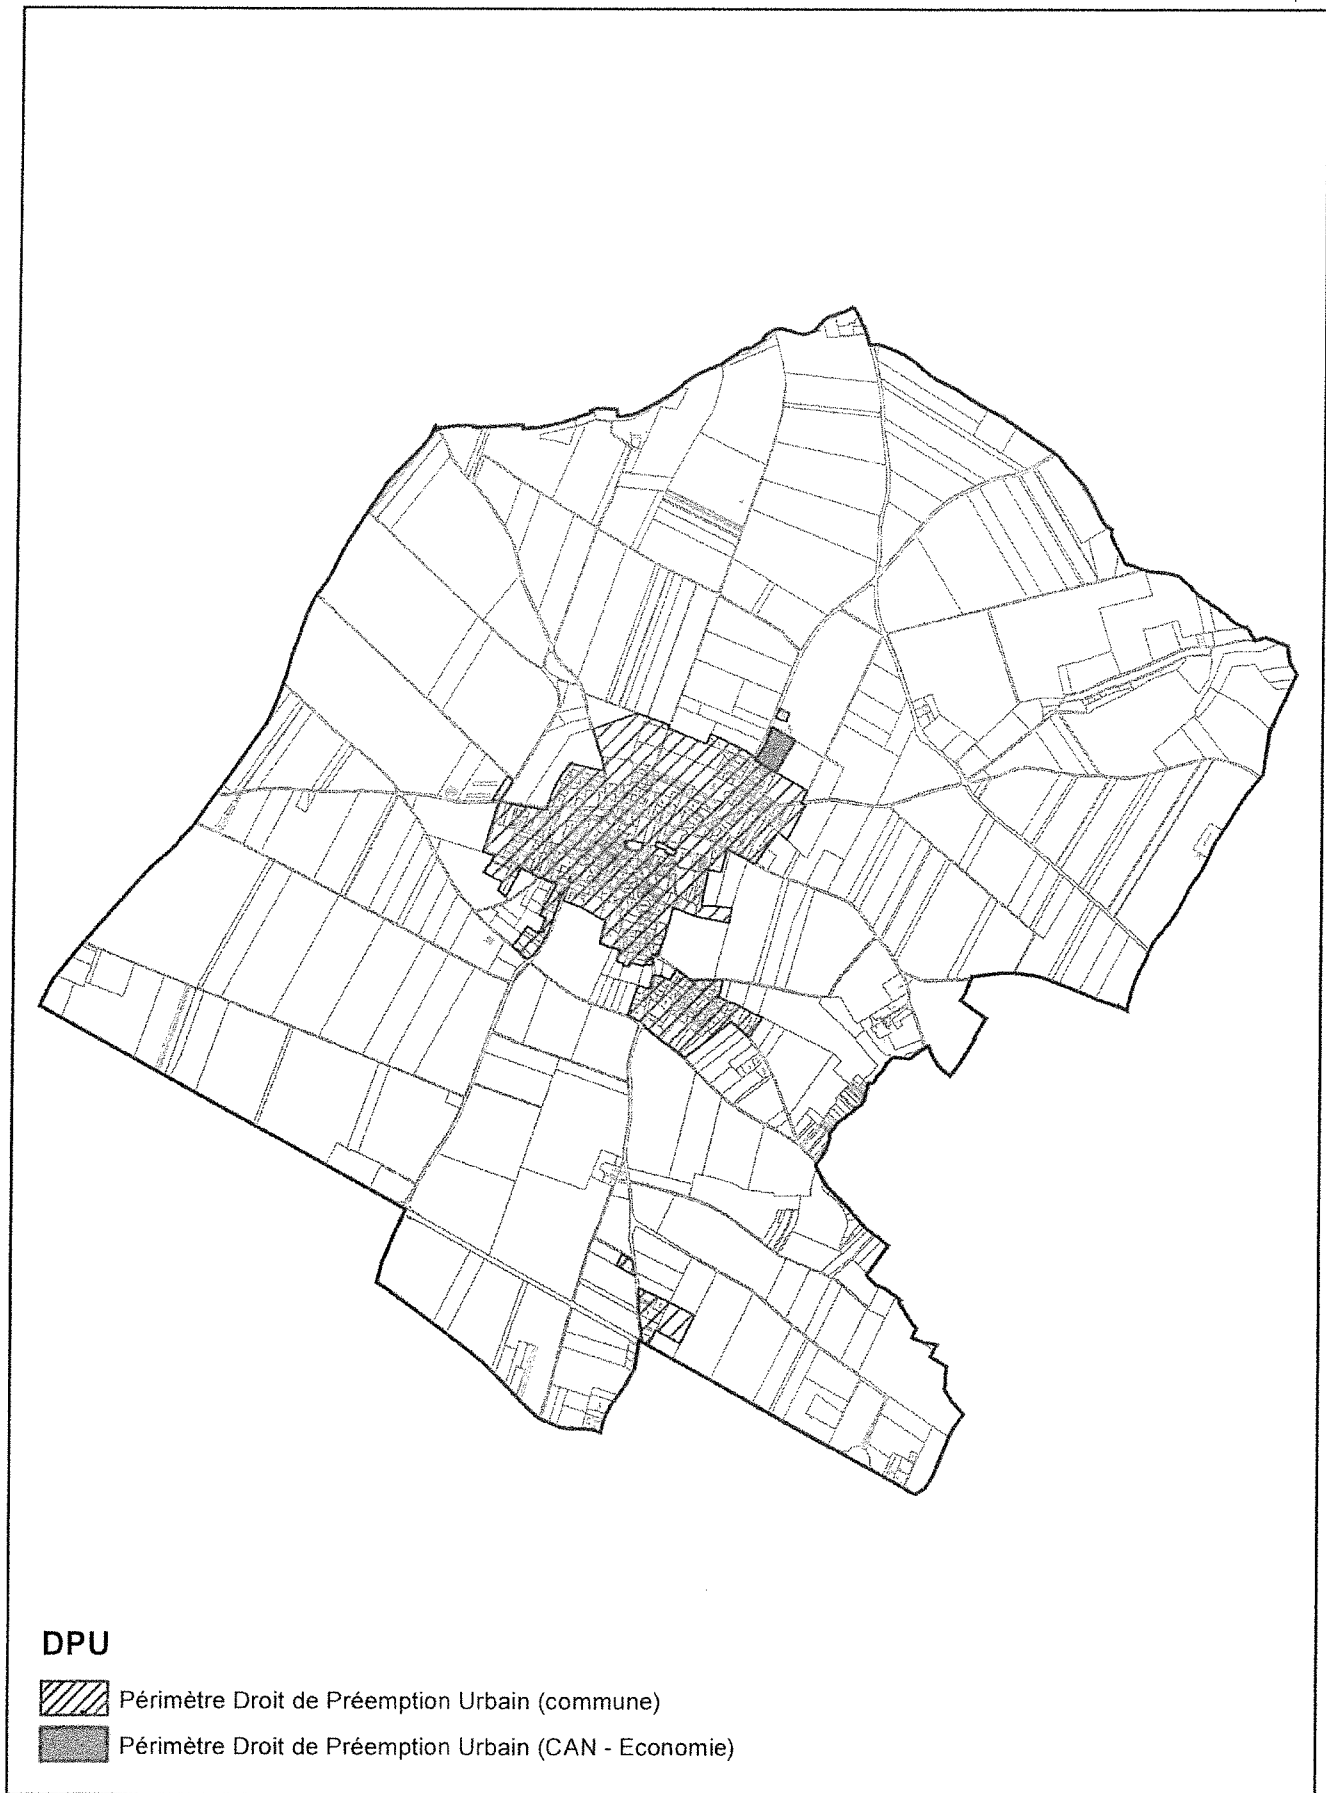 DPU
Périmètre Droit de Préemption Urbain (commune)
Périmètre Droit de Préemption Urbain (CAN - Economie)